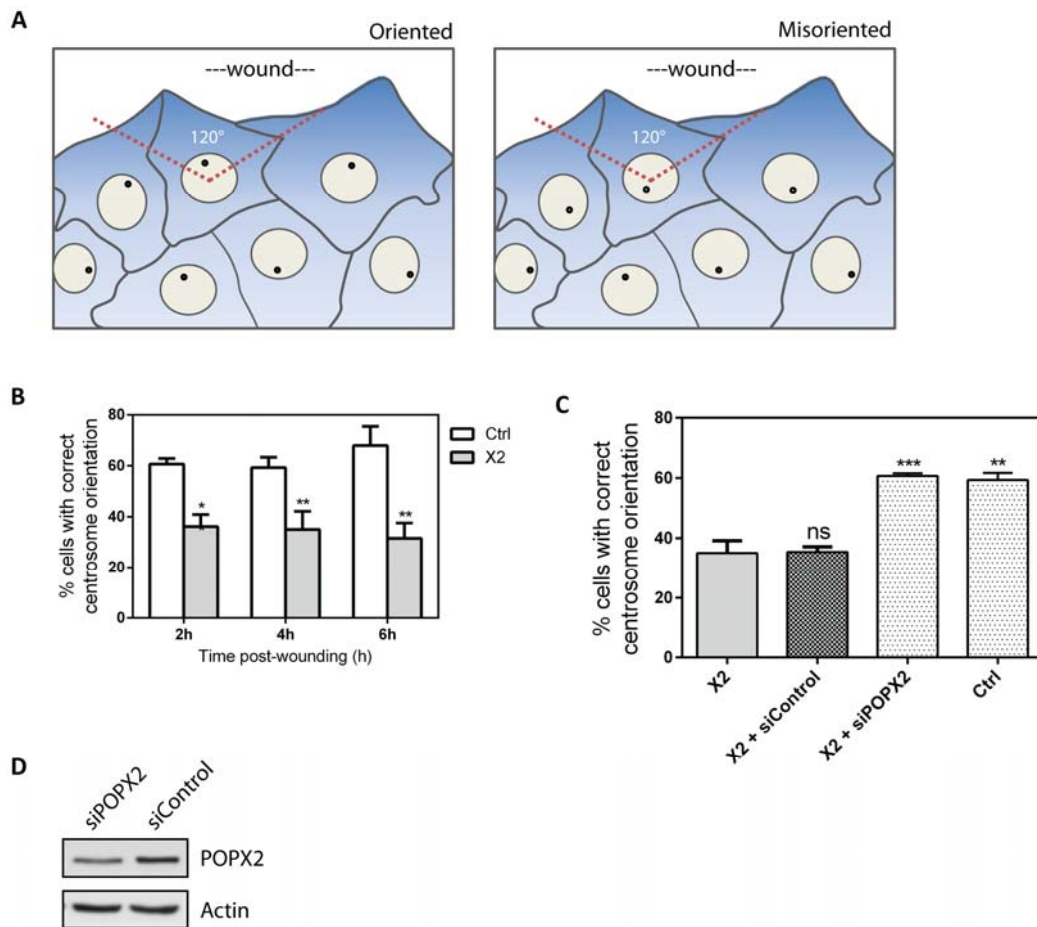 A
Oriented
Misoriented
---wound---
---wound---
120°
120°
B
% cells with correct
centrosome orientation
80
60
40
20
0
*
**
**
Ctrl
X2
2h
4h
6h
Time post-wounding (h)
C
% cells with correct
centrosome orientation
80
60
40
20
0
ns
***
**
X2
X2 + siControl
X2 + siPOPX2
Ctrl
D
siPOPX2
siControl
POPX2
Actin